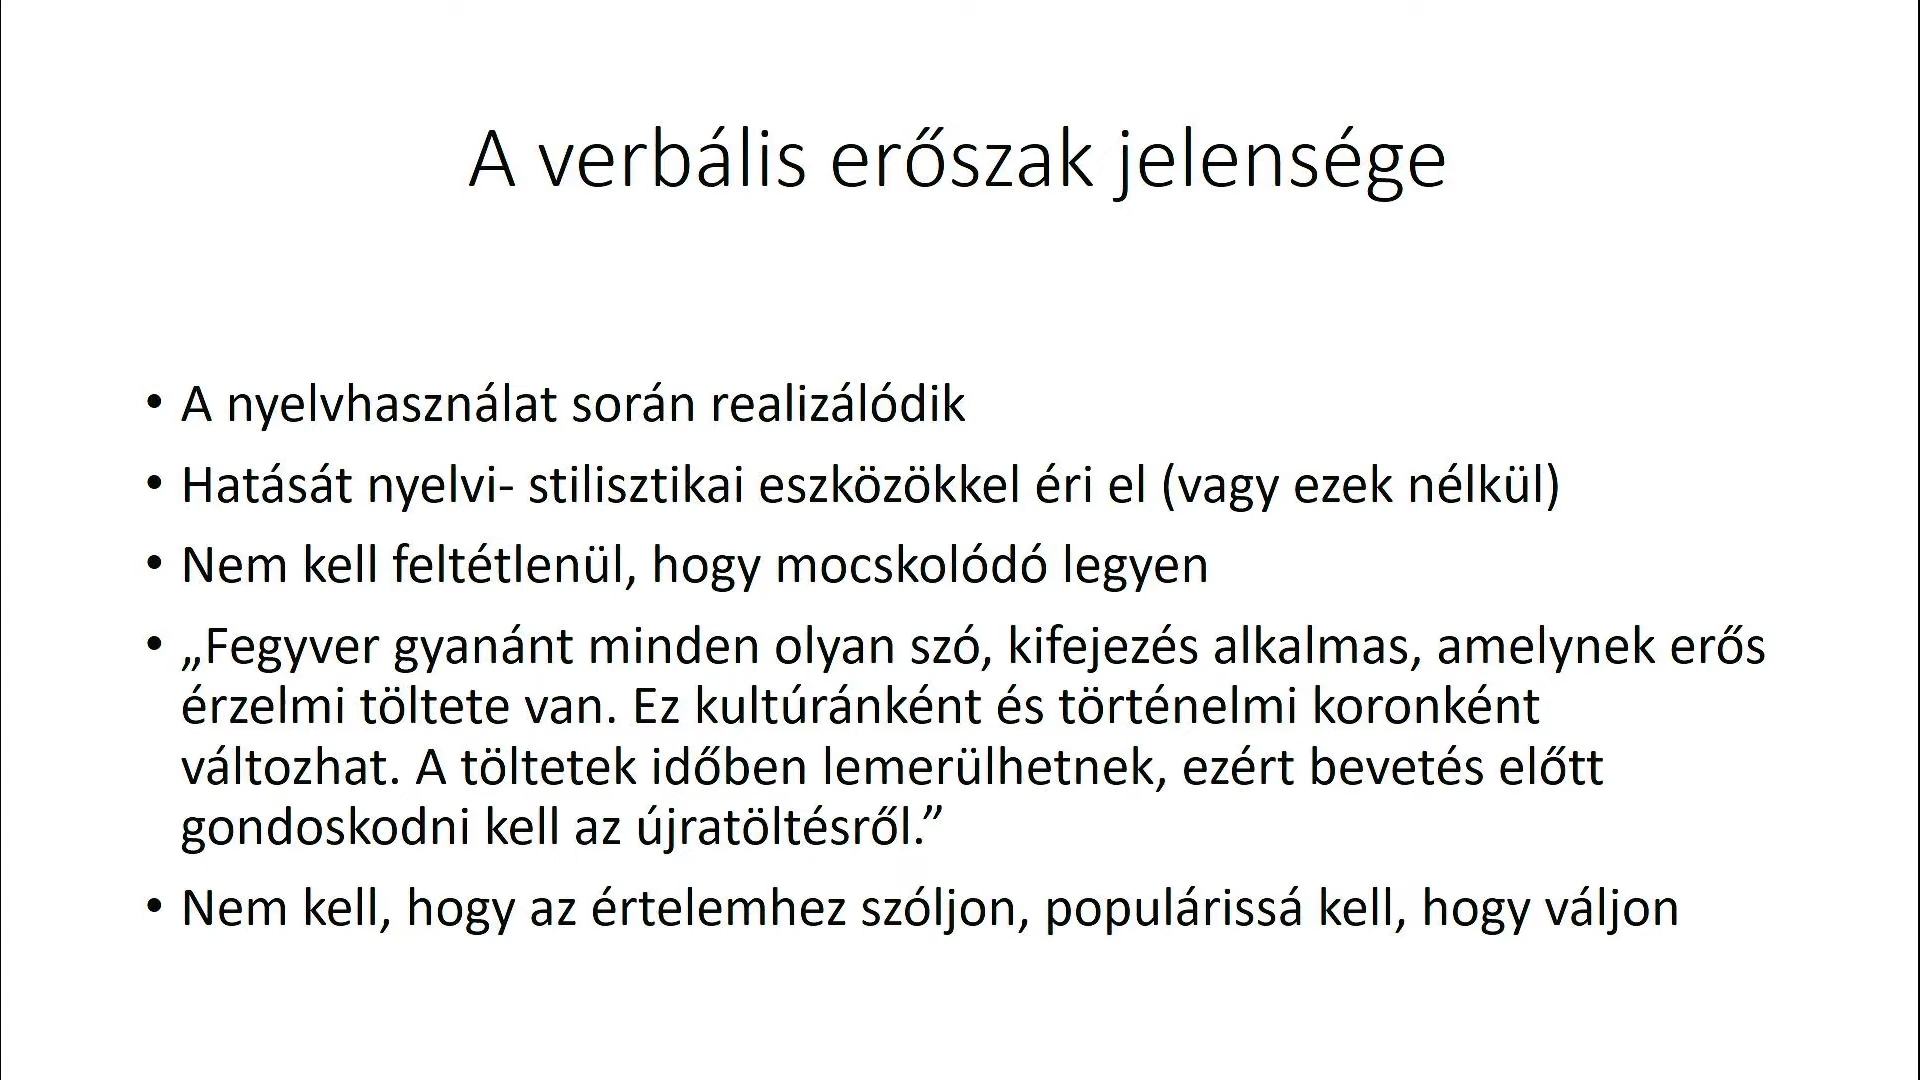 A verbális erőszak jelensége
• A nyelvhasználat során realizálódik
• Hatását nyelvi- stilisztikai eszközökkel éri el (vagy ezek nélkül)
• Nem kell feltétlenül, hogy mocskolódó legyen
• „Fegyver gyanánt minden olyan szó, kifejezés alkalmas, amelynek erős
érzelmi töltete van. Ez kultúránként és történelmi koronként
változhat. A töltetek időben lemerülhetnek, ezért bevetés előtt
gondoskodni kell az újratöltésről.”
• Nem kell, hogy az értelemhez szóljon, populárissá kell, hogy váljon